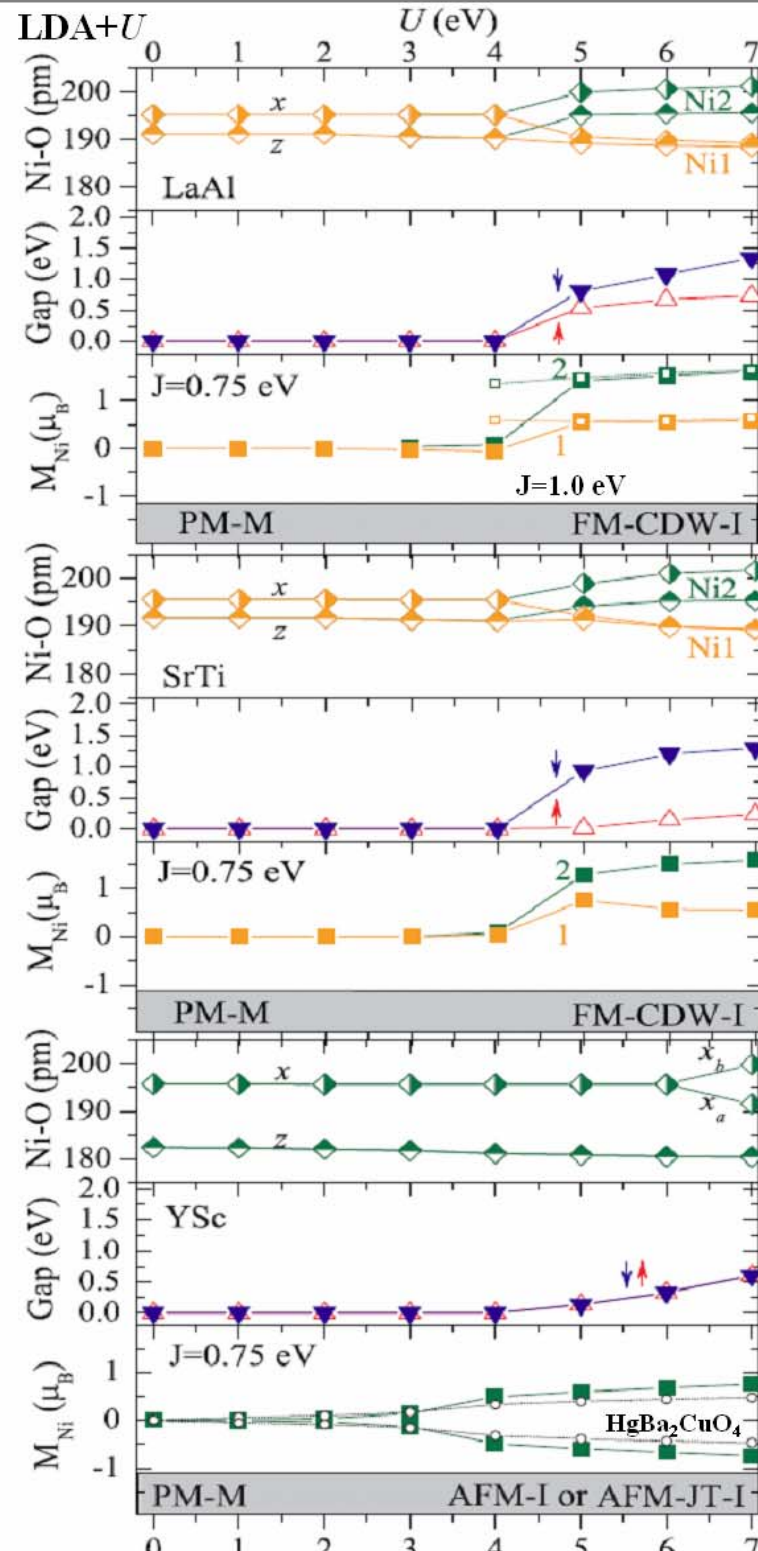 LDA+U
U (eV)
0 1 2 3 4 5 6 7
Ni-O (pm)
200
190
180
x
z
Ni2
Ni1
LaAl
Gap (eV)
2.0
1.5
1.0
0.5
0.0
M_Ni(μ_B)
1
0
-1
J=0.75 eV
2
1
J=1.0 eV
PM-M FM-CDW-I
Ni-O (pm)
200
190
180
x
z
Ni2
Ni1
SrTi
Gap (eV)
2.0
1.5
1.0
0.5
0.0
M_Ni(μ_B)
1
0
-1
J=0.75 eV
2
1
PM-M FM-CDW-I
Ni-O (pm)
200
190
180
x
z
x_b
x_a
Gap (eV)
2.0
1.5
1.0
0.5
0.0
YSc
M_Ni (μ_B)
1
0
-1
J=0.75 eV
HgBa₂CuO₄
PM-M AFM-I or AFM-JT-I
0 1 2 3 4 5 6 7